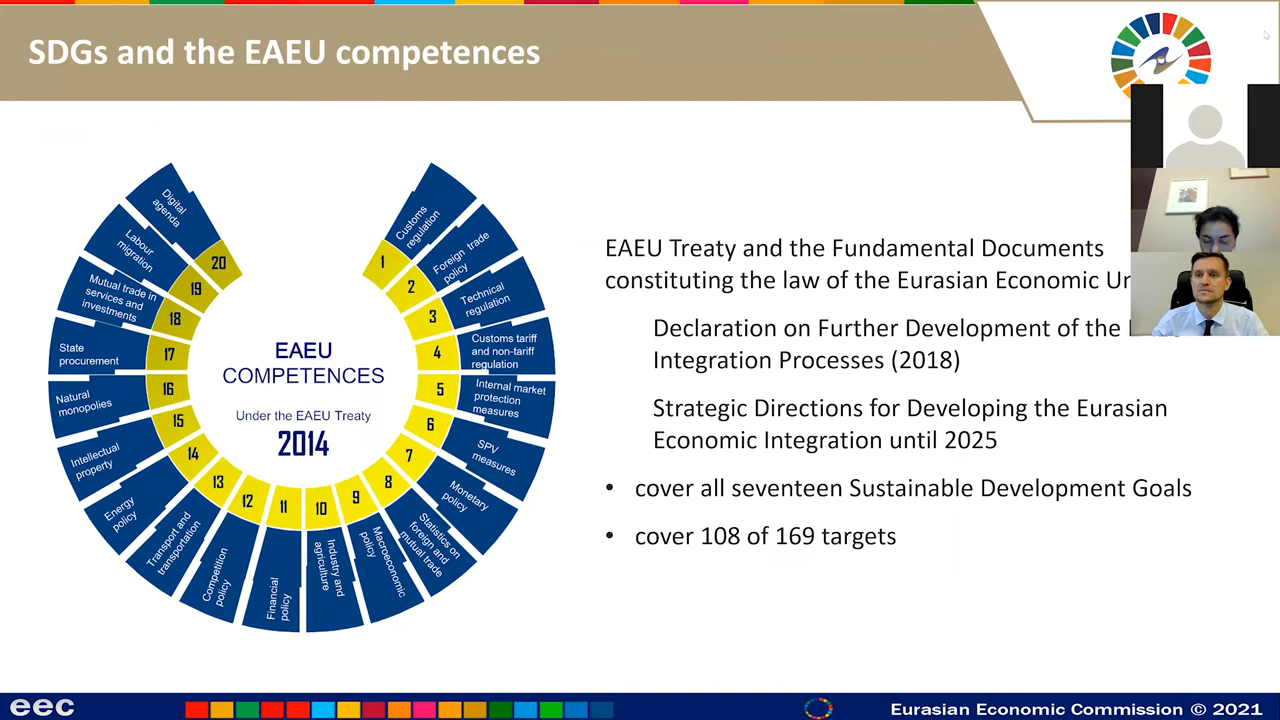 SDGs and the EAEU competences
Digital
agenda
20
Labour
migration
19
Mutual trade in
services and
investments
18
State
procurement
17
Natural
monopolies
16
Intellectual
property
15
Energy
policy
14
Transport and
transportation
13
Competition
policy
12
Financial
policy
11
Industry and
agriculture
10
Macroeconomic
policy
9
Statistics on
foreign and
mutual trade
8
Monetary
policy
7
SPV
measures
6
Internal market
protection
measures
5
Customs tariff
and non-tariff
regulation
4
Technical
regulation
3
Foreign trade
policy
2
Customs
regulation
1
EAEU
COMPETENCES
Under the EAEU Treaty
2014
EAEU Treaty and the Fundamental Documents
constituting the law of the Eurasian Economic
Declaration on Further Development of the
Integration Processes (2018)
Strategic Directions for Developing the Eurasian
Economic Integration until 2025
• cover all seventeen Sustainable Development Goals
• cover 108 of 169 targets
eec
Eurasian Economic Commission © 2021